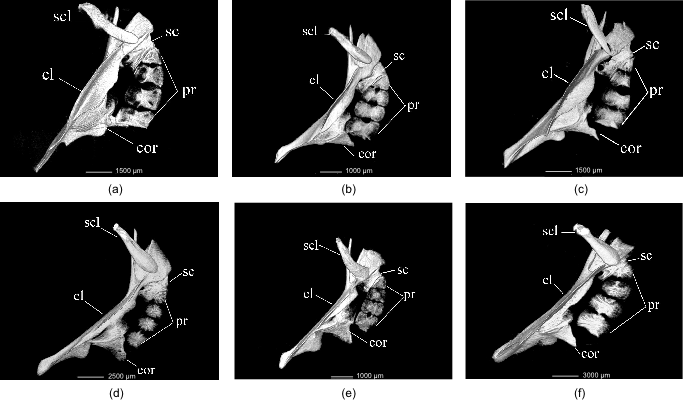 scl
sc
cl
pr
cor
1500 µm
(a)
scl
sc
cl
pr
cor
1000 µm
(b)
scl
sc
cl
pr
cor
1500 µm
(c)
scl
sc
cl
pr
cor
2500 µm
(d)
scl
sc
cl
pr
cor
1000 µm
(e)
scl
sc
cl
pr
cor
3000 µm
(f)